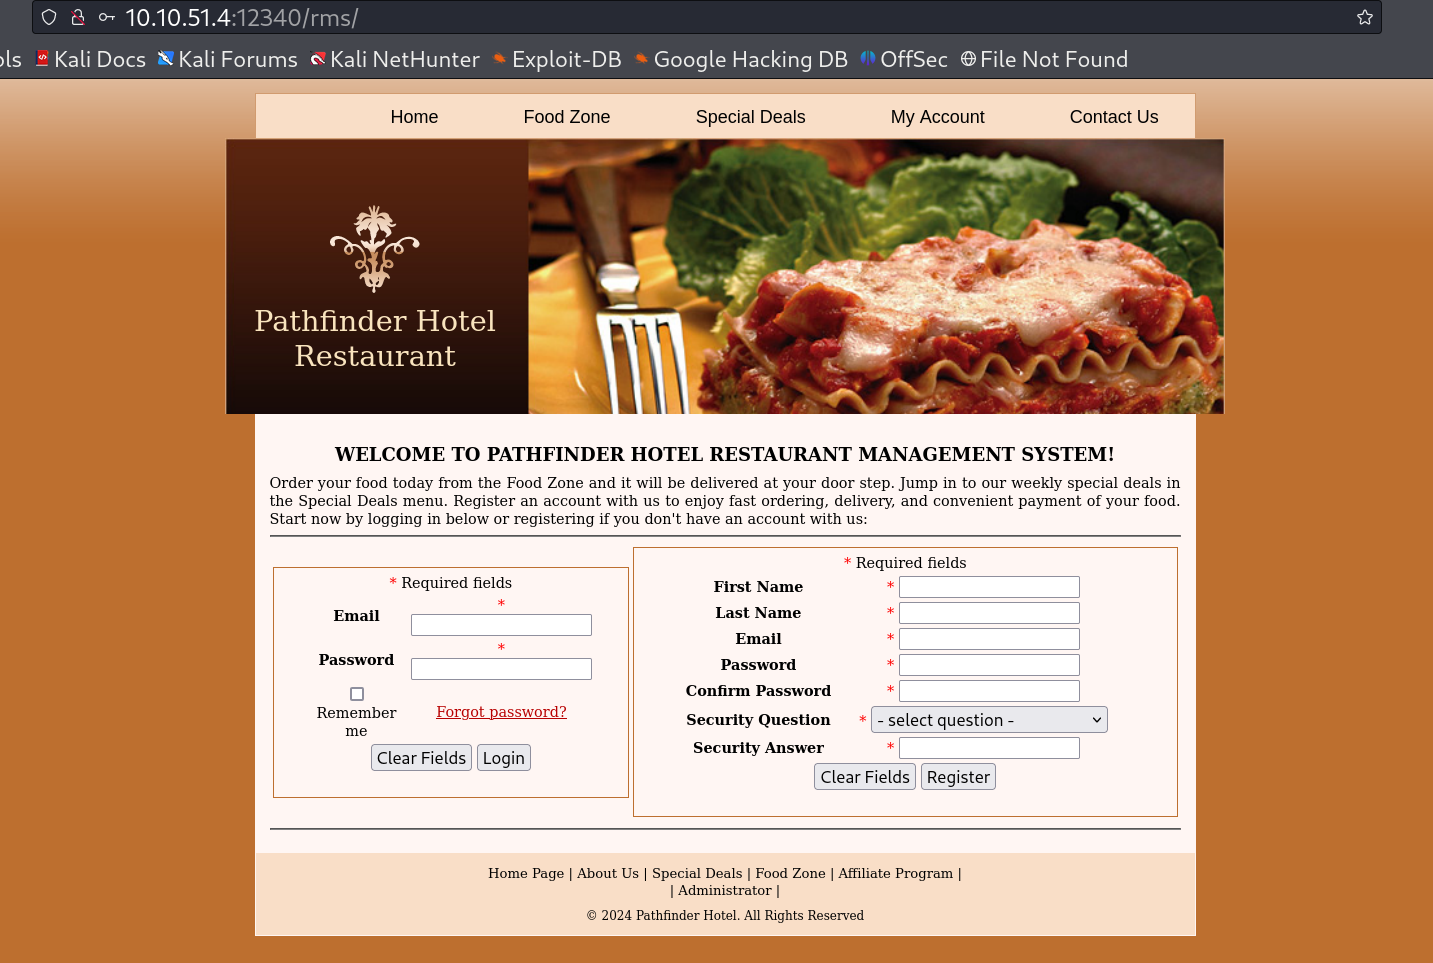 10.10.51.4:12340/rms/
ols Kali Docs Kali Forums Kali NetHunter Exploit-DB Google Hacking DB OffSec File Not Found
Home Food Zone Special Deals My Account Contact Us
Pathfinder Hotel
Restaurant
WELCOME TO PATHFINDER HOTEL RESTAURANT MANAGEMENT SYSTEM!
Order your food today from the Food Zone and it will be delivered at your door step. Jump in to our weekly special deals in
the Special Deals menu. Register an account with us to enjoy fast ordering, delivery, and convenient payment of your food.
Start now by logging in below or registering if you don't have an account with us:
* Required fields
Email *
Password *
Remember
me
Forgot password?
Clear Fields Login
* Required fields
First Name *
Last Name *
Email *
Password *
Confirm Password *
Security Question * - select question -
Security Answer *
Clear Fields Register
Home Page | About Us | Special Deals | Food Zone | Affiliate Program |
| Administrator |
© 2024 Pathfinder Hotel. All Rights Reserved